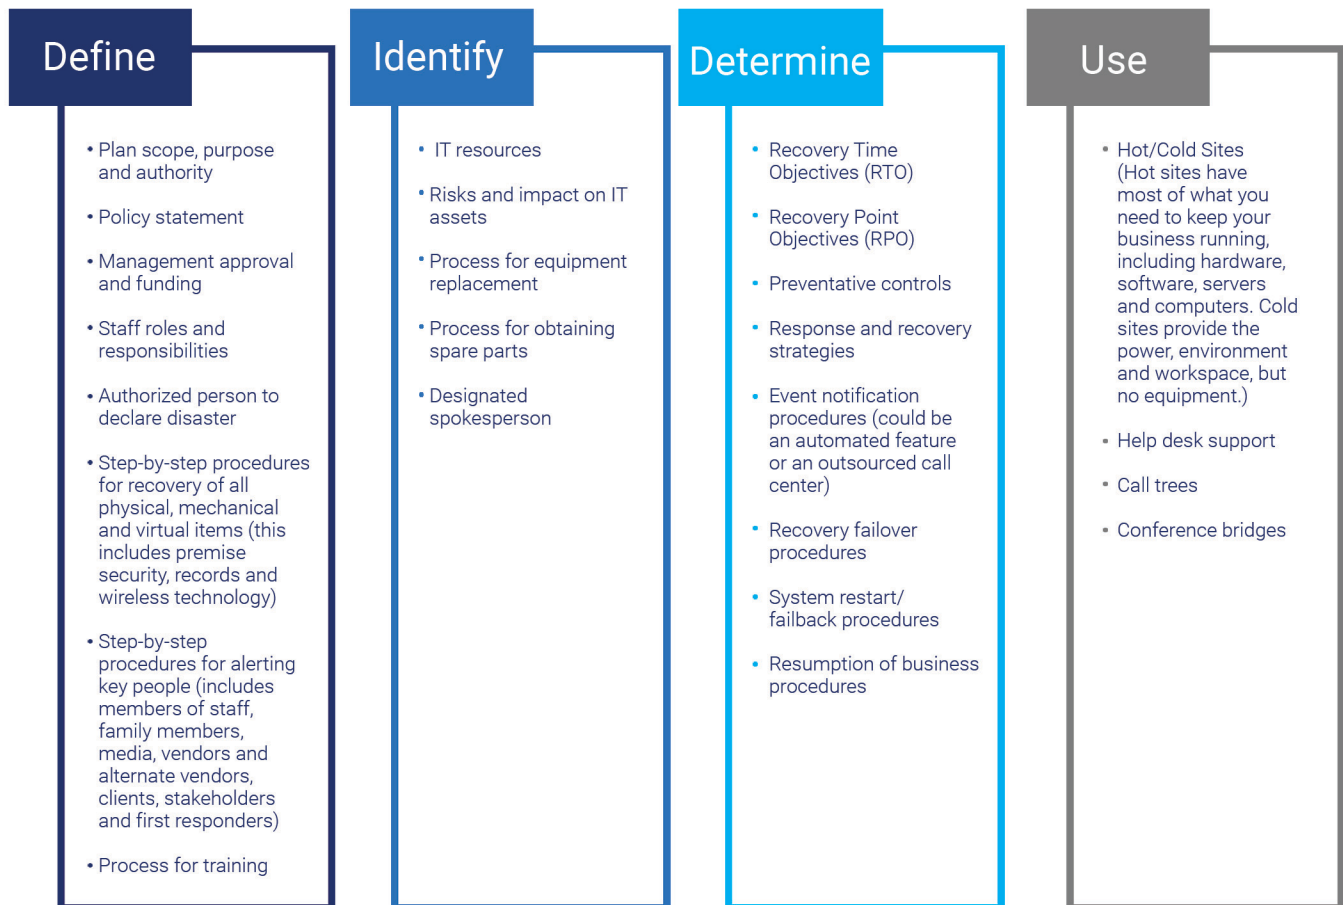 Define
• Plan scope, purpose
and authority
• Policy statement
• Management approval
and funding
• Staff roles and
responsibilities
• Authorized person to
declare disaster
• Step-by-step procedures
for recovery of all
physical, mechanical
and virtual items (this
includes premise
security, records and
wireless technology)
• Step-by-step
procedures for alerting
key people (includes
members of staff,
family members,
media, vendors and
alternate vendors,
clients, stakeholders
and first responders)
• Process for training
Identify
• IT resources
• Risks and impact on IT
assets
• Process for equipment
replacement
• Process for obtaining
spare parts
• Designated
spokesperson
Determine
• Recovery Time
Objectives (RTO)
• Recovery Point
Objectives (RPO)
• Preventative controls
• Response and recovery
strategies
• Event notification
procedures (could be
an automated feature
or an outsourced call
center)
• Recovery failover
procedures
• System restart/
failback procedures
• Resumption of business
procedures
Use
• Hot/Cold Sites
(Hot sites have
most of what you
need to keep your
business running,
including hardware,
software, servers
and computers. Cold
sites provide the
power, environment
and workspace, but
no equipment.)
• Help desk support
• Call trees
• Conference bridges